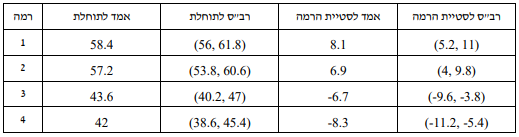 רמה אמד לתוחלת רב״ס לתוחלת אמד לסטיית הרמה רב״ס לסטיית הרמה
1 58.4 (56, 61.8) 8.1 (5.2, 11)
2 57.2 (53.8, 60.6) 6.9 (4, 9.8)
3 43.6 (40.2, 47) -6.7 (-9.6, -3.8)
4 42 (38.6, 45.4) -8.3 (-11.2, -5.4)